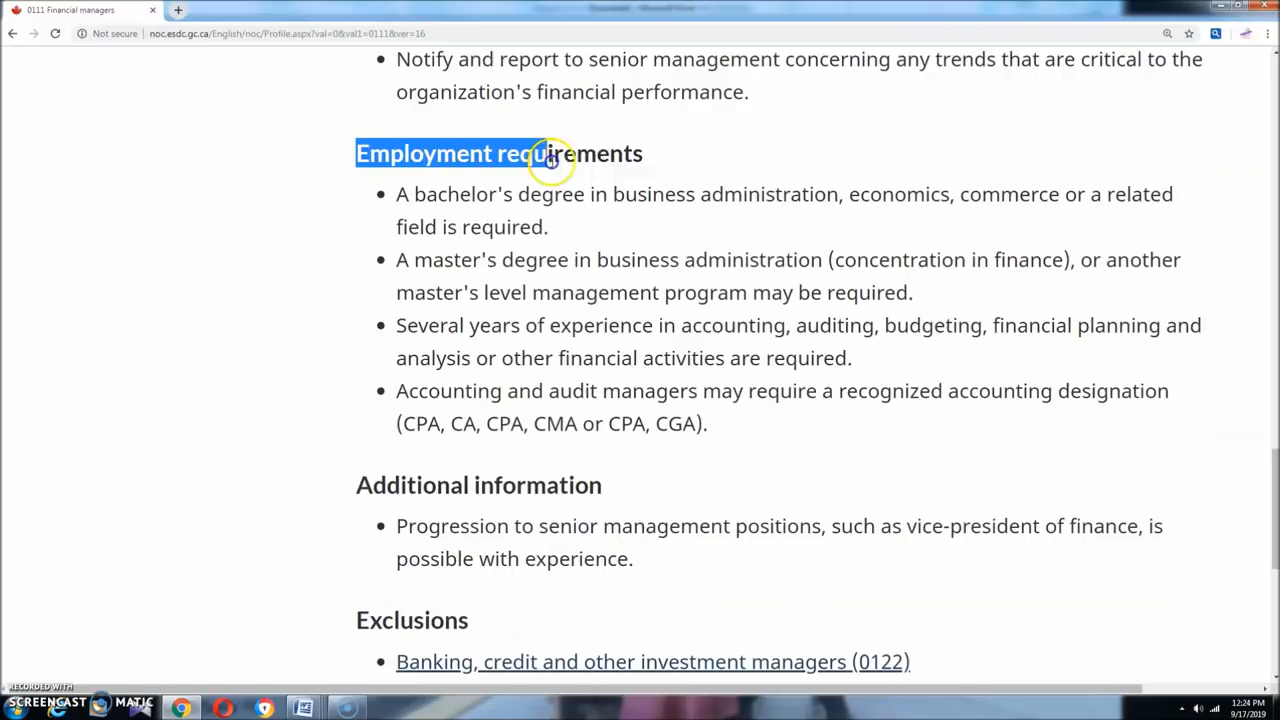 0111 Financial managers
Not secure noc.esdc.gc.ca/English/noc/Profile.aspx?val=0&val1=0111&ver=16
Notify and report to senior management concerning any trends that are critical to the
organization's financial performance.
Employment requirements
A bachelor's degree in business administration, economics, commerce or a related
field is required.
A master's degree in business administration (concentration in finance), or another
master's level management program may be required.
Several years of experience in accounting, auditing, budgeting, financial planning and
analysis or other financial activities are required.
Accounting and audit managers may require a recognized accounting designation
(CPA, CA, CPA, CMA or CPA, CGA).
Additional information
Progression to senior management positions, such as vice-president of finance, is
possible with experience.
Exclusions
Banking, credit and other investment managers (0122)
RECORDED WITH
SCREENCAST MATIC
12:24 PM
9/17/2019